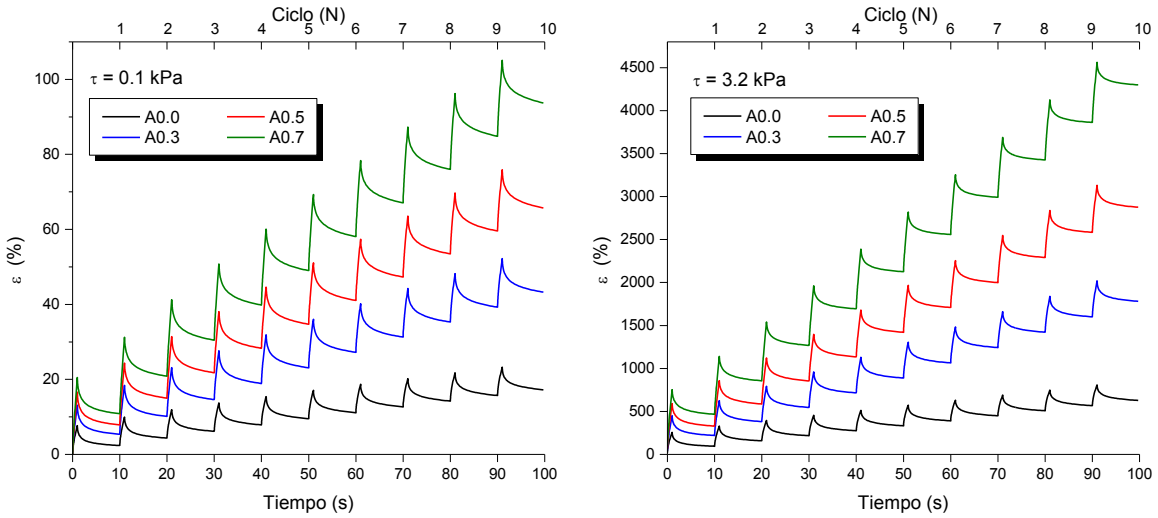 Ciclo (N)
1 2 3 4 5 6 7 8 9 10
τ = 0.1 kPa
A0.0 A0.5
A0.3 A0.7
ε (%)
100
80
60
40
20
0
0 10 20 30 40 50 60 70 80 90 100
Tiempo (s)
Ciclo (N)
1 2 3 4 5 6 7 8 9 10
τ = 3.2 kPa
A0.0 A0.5
A0.3 A0.7
ε (%)
4500
4000
3500
3000
2500
2000
1500
1000
500
0
0 10 20 30 40 50 60 70 80 90 100
Tiempo (s)